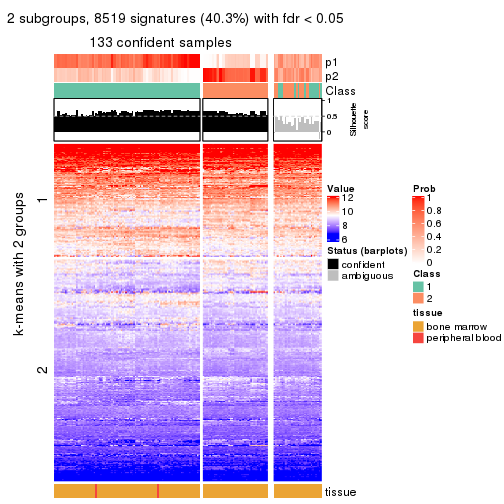 2 subgroups, 8519 signatures (40.3%) with fdr < 0.05
133 confident samples
p1
p2
Class
1
0.5
0
Silhouette
score
k-means with 2 groups
1
2
Value
12
10
8
6
Status (barplots)
confident
ambiguous
Prob
1
0.8
0.6
0.4
0.2
0
Class
1
2
tissue
bone marrow
peripheral blood
tissue